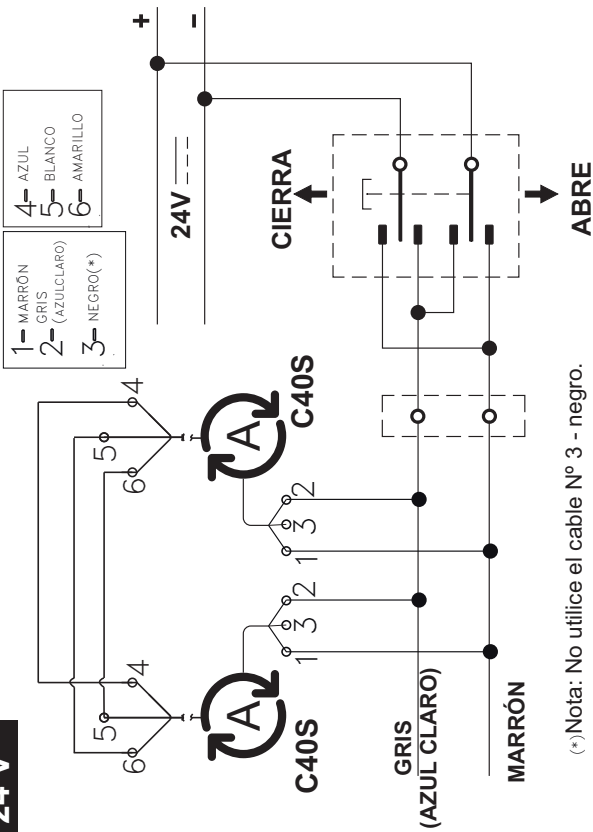 24 V
1 - MARRÓN
2 - GRIS
(AZULCLARO)
3 - NEGRO(*)
4 - AZUL
5 - BLANCO
6 - AMARILLO
+
-
24V
CIERRA
ABRE
4
5
6
4
5
6
A
C40S
A
C40S
1
3
2
1
3
2
GRIS
(AZUL CLARO)
MARRÓN
(*)Nota: No utilice el cable Nº 3 - negro.